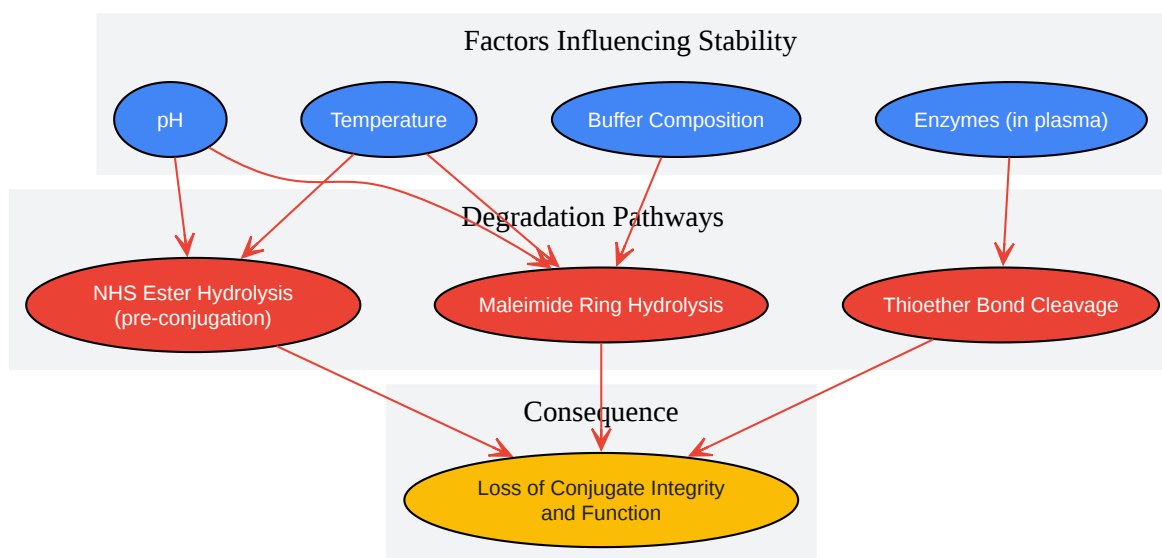 Factors Influencing Stability
pH
Temperature
Buffer Composition
Enzymes (in plasma)
Degradation Pathways
NHS Ester Hydrolysis
(pre-conjugation)
Maleimide Ring Hydrolysis
Thioether Bond Cleavage
Consequence
Loss of Conjugate Integrity
and Function